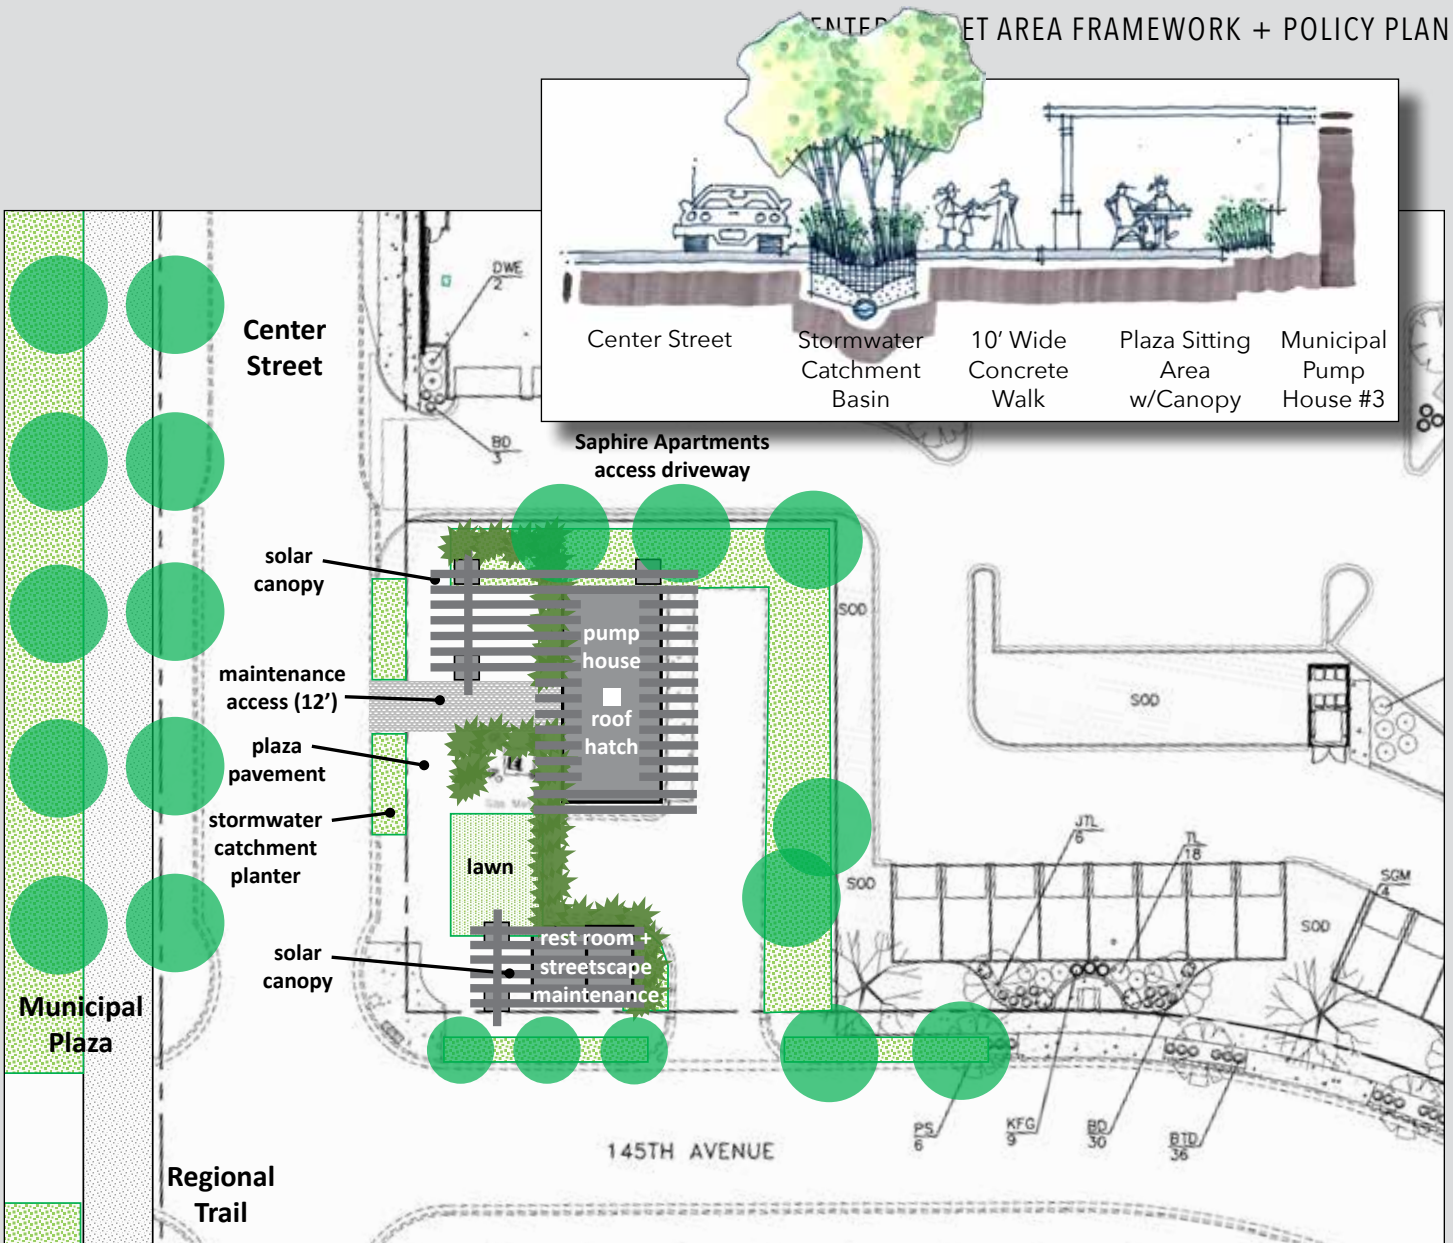 ET AREA FRAMEWORK + POLICY PLAN
Center Street
Stormwater
Catchment
Basin
10' Wide
Concrete
Walk
Plaza Sitting
Area
w/Canopy
Municipal
Pump
House #3
Center
Street
DWE
2
BD
3
Saphire Apartments
access driveway
solar
canopy
pump
house
roof
hatch
maintenance
access (12')
plaza
pavement
stormwater
catchment
planter
lawn
solar
canopy
rest room +
streetscape
maintenance
SOD
SOD
SOD
SOD
JTL
6
TL
18
SGM
4
Municipal
Plaza
PS
6
KFG
9
BD
30
BTD
36
145TH AVENUE
Regional
Trail